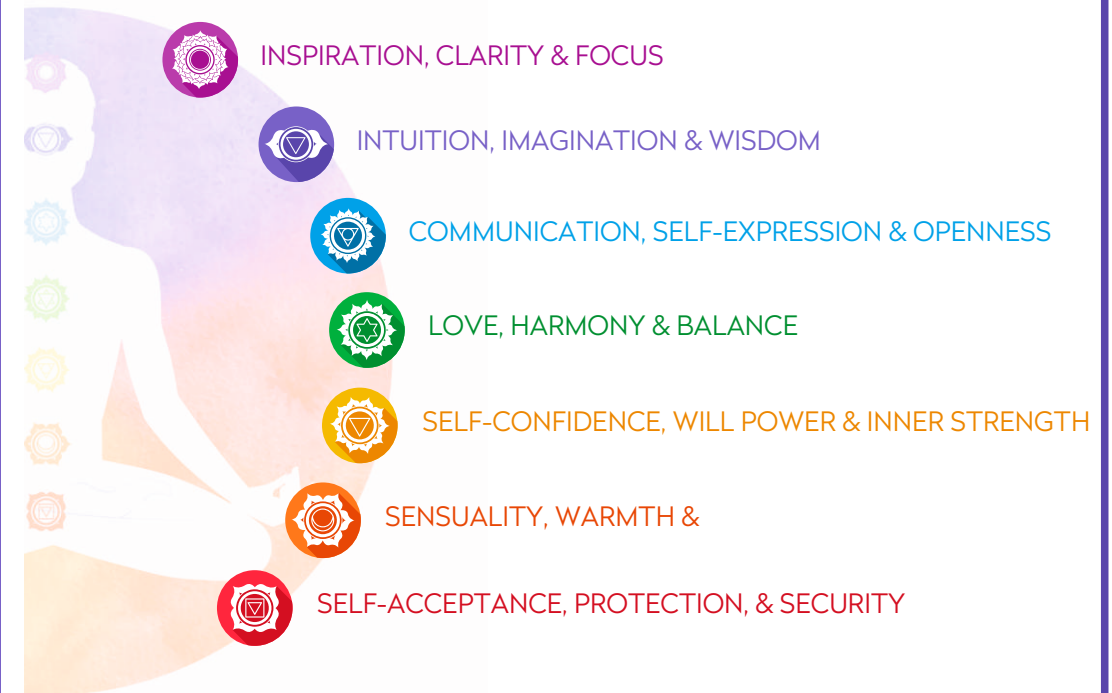 INSPIRATION, CLARITY & FOCUS
INTUITION, IMAGINATION & WISDOM
COMMUNICATION, SELF-EXPRESSION & OPENNESS
LOVE, HARMONY & BALANCE
SELF-CONFIDENCE, WILL POWER & INNER STRENGTH
SENSUALITY, WARMTH &
SELF-ACCEPTANCE, PROTECTION, & SECURITY